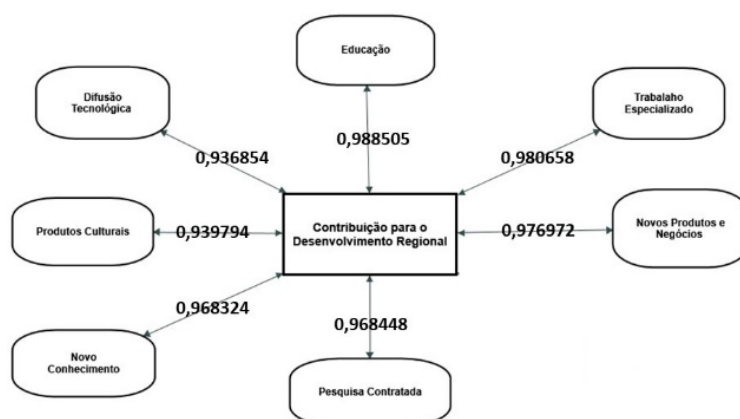 Educação
Difusão
Tecnológica
Trabalaho
Especializado
0,936854
0,988505
0,980658
Produtos Culturais
0,939794
Contribuição para o
Desenvolvimento Regional
0,976972
Novos Produtos e
Negócios
0,968324
0,968448
Novo
Conhecimento
Pesquisa Contratada